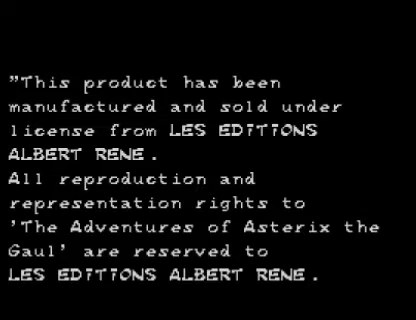 "This product has been
manufactured and sold under
license from LES EDITIONS
ALBERT RENE.
All reproduction and
representation rights to
'The Adventures of Asterix the
Gaul' are reserved to
LES EDITIONS ALBERT RENE.